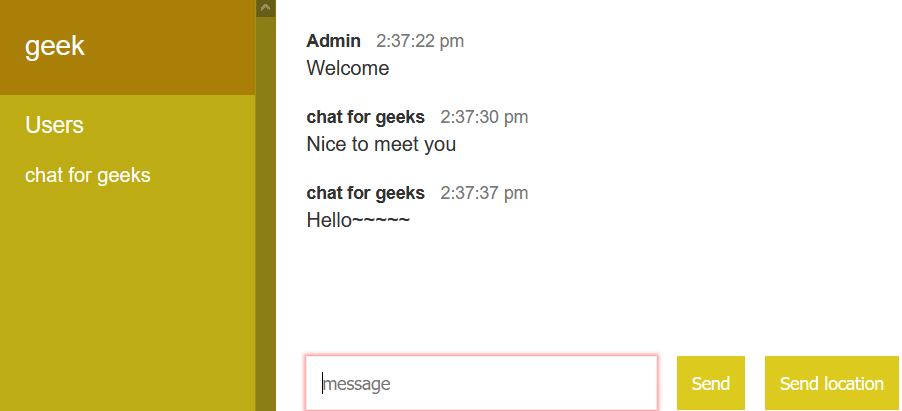 geek
Users
chat for geeks
Admin 2:37:22 pm
Welcome
chat for geeks 2:37:30 pm
Nice to meet you
chat for geeks 2:37:37 pm
Hello~~~~~
message
Send
Send location